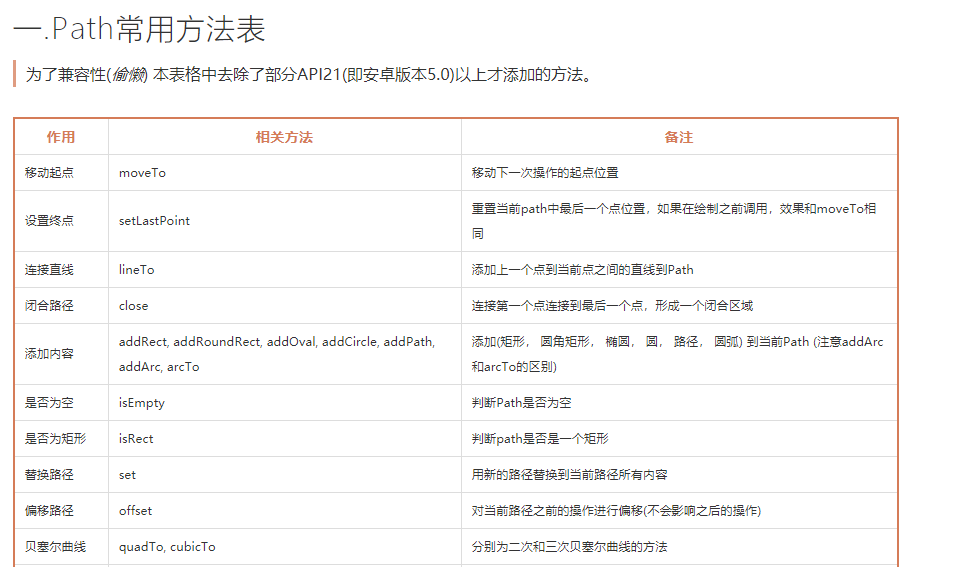 一.Path常用方法表
为了兼容性(偷懒) 本表格中去除了部分API21(即安卓版本5.0)以上才添加的方法。
作用 相关方法 备注
移动起点 moveTo 移动下一次操作的起点位置
设置终点 setLastPoint 重置当前path中最后一个点位置，如果在绘制之前调用，效果和moveTo相
同
连接直线 lineTo 添加上一个点到当前点之间的直线到Path
闭合路径 close 连接第一个点连接到最后一个点，形成一个闭合区域
添加内容 addRect, addRoundRect, addOval, addCircle, addPath,
addArc, arcTo
添加(矩形， 圆角矩形， 椭圆， 圆， 路径， 圆弧) 到当前Path (注意addArc
和arcTo的区别)
是否为空 isEmpty 判断Path是否为空
是否为矩形 isRect 判断path是否是一个矩形
替换路径 set 用新的路径替换到当前路径所有内容
偏移路径 offset 对当前路径之前的操作进行偏移(不会影响之后的操作)
贝塞尔曲线 quadTo, cubicTo 分别为二次和三次贝塞尔曲线的方法